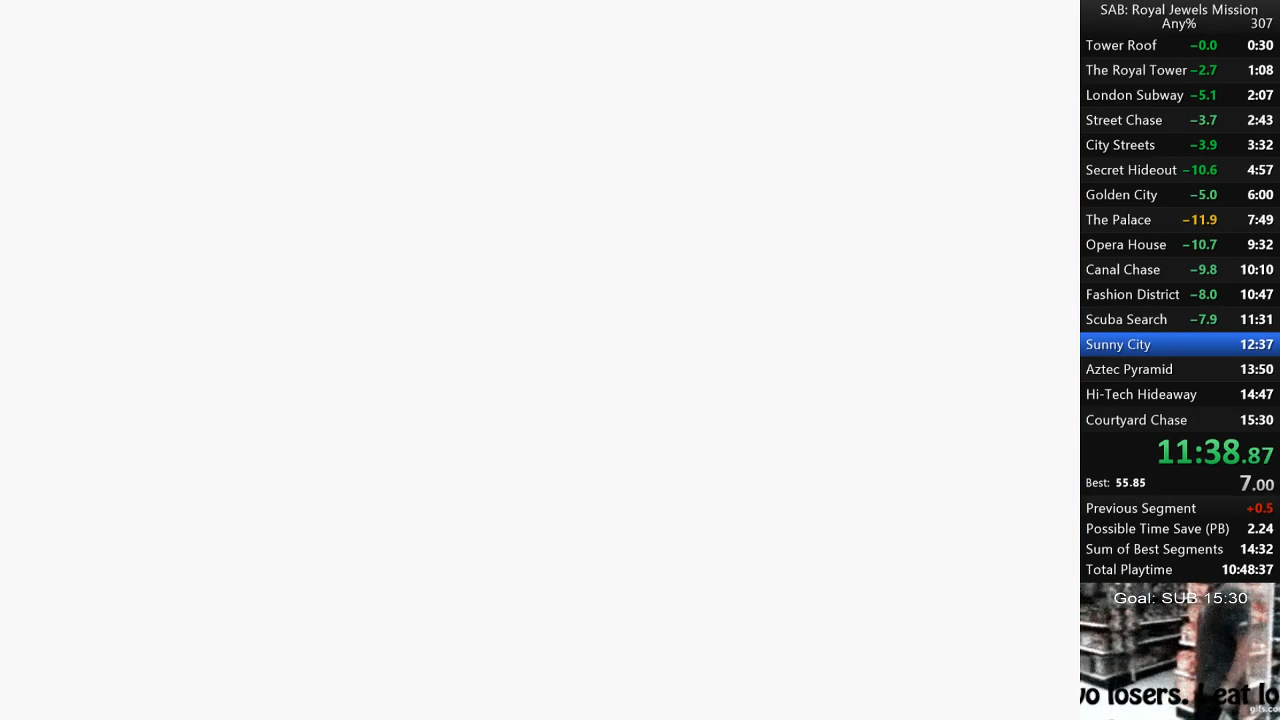 SAB: Royal Jewels Mission
Any% 307
Tower Roof −0.0 0:30
The Royal Tower −2.7 1:08
London Subway −5.1 2:07
Street Chase −3.7 2:43
City Streets −3.9 3:32
Secret Hideout −10.6 4:57
Golden City −5.0 6:00
The Palace −11.9 7:49
Opera House −10.7 9:32
Canal Chase −9.8 10:10
Fashion District −8.0 10:47
Scuba Search −7.9 11:31
Sunny City 12:37
Aztec Pyramid 13:50
Hi-Tech Hideaway 14:47
Courtyard Chase 15:30
11:38.87
Best: 55.85 7.00
Previous Segment +0.5
Possible Time Save (PB) 2.24
Sum of Best Segments 14:32
Total Playtime 10:48:37
Goal: SUB 15:30
losers.